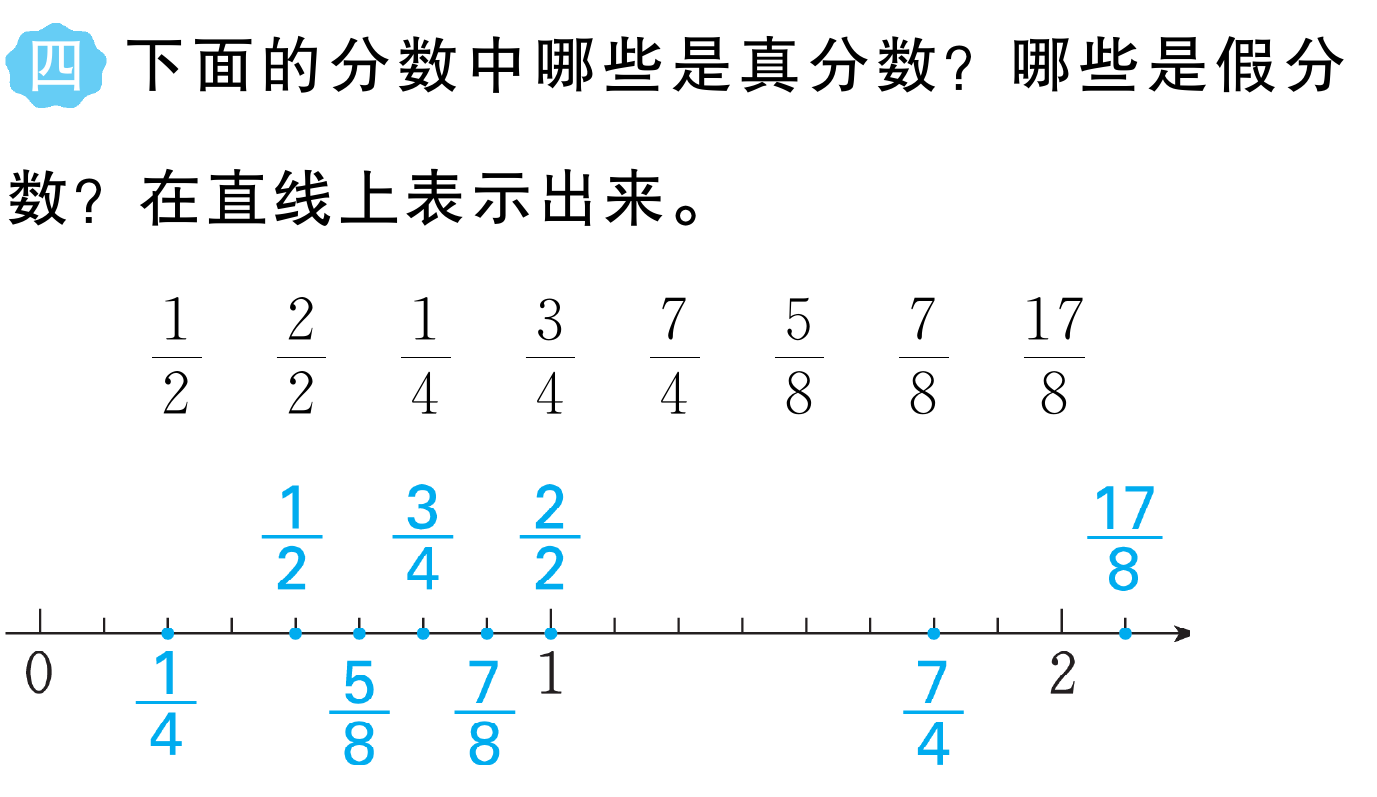 四 下面的分数中哪些是真分数？哪些是假分
数？在直线上表示出来。
1/2 2/2 1/4 3/4 7/4 5/8 7/8 17/8
1/2 3/4 2/2 17/8
0 1 2
1/4 5/8 7/8 7/4